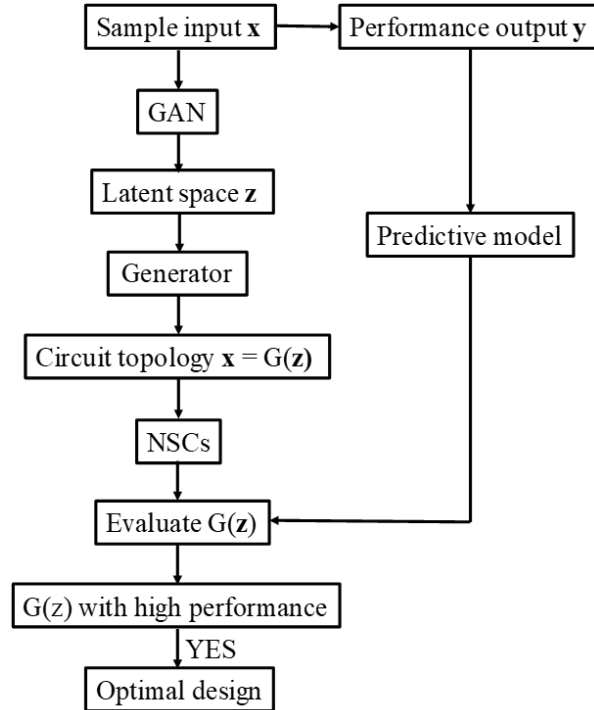 Sample input x
Performance output y
GAN
Latent space z
Predictive model
Generator
Circuit topology x = G(z)
NSCs
Evaluate G(z)
G(z) with high performance
YES
Optimal design